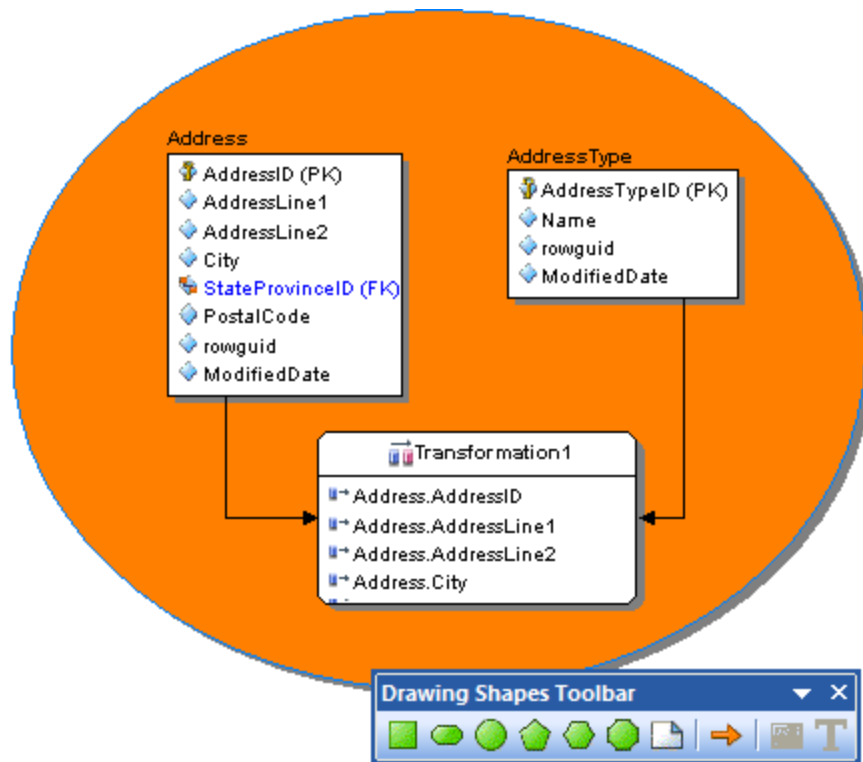 Address
AddressID (PK)
AddressLine1
AddressLine2
City
StateProvinceID (FK)
PostalCode
rowguid
ModifiedDate
AddressType
AddressTypeID (PK)
Name
rowguid
ModifiedDate
Transformation1
Address.AddressID
Address.AddressLine1
Address.AddressLine2
Address.City
Drawing Shapes Toolbar
T